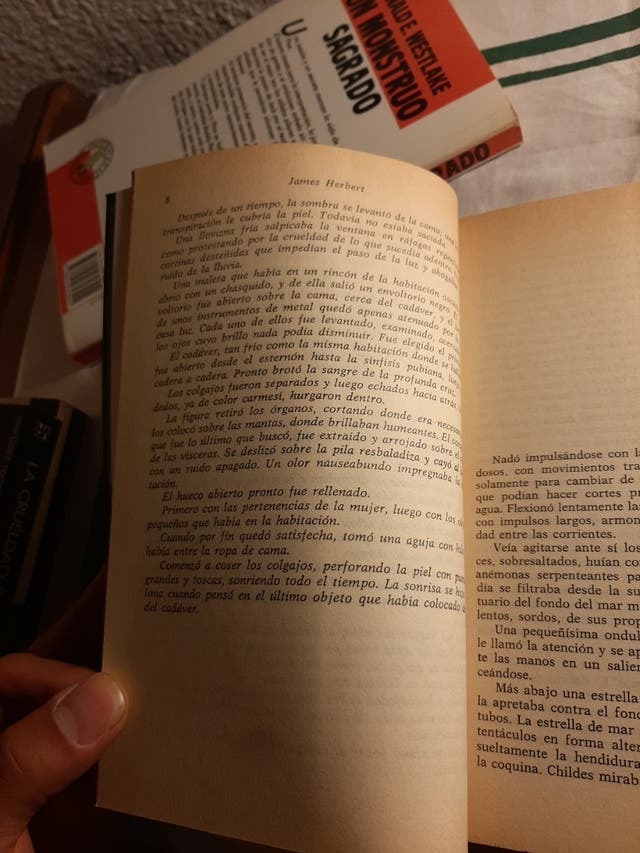 ALD E. WESTLAKE
UN MONSTRUO
SAGRADO
RADO
LA CRUELDAD
8
James Herbert
Después de un tiempo, la sombra se levantó de la cama; una
transpiración le cubría la piel. Todavía no estaba saciada.
Una llovizna fría salpicaba la ventana en ráfagas
como protestando por la crueldad de lo que sucedía adentro.
cortinas desteñidas que impedían el paso de la luz y
ruido de la lluvia.
Una maleta que había en un rincón de la habitación
abrió con un chasquido, y de ella salió un envoltorio negro. El
voltorio fue abierto sobre la cama, cerca del cadáver, y el
de unos instrumentos de metal quedó apenas atenuado por
casa luz. Cada uno de ellos fue levantado, examinado,
los ojos cuyo brillo nada podía disminuir. Fue elegido el
El cadáver, tan frío como la misma habitación donde se
fue abierto desde el esternón hasta la sínfisis pubiana,
cadera a cadera. Pronto brotó la sangre de la profunda cruz.
Los colgajos fueron separados y luego echados hacia atrás.
dedos, ya de color carmesí, hurgaron dentro.
La figura retiró los órganos, cortando donde era
los colocó sobre las mantas, donde brillaban humeantes. El
que fue lo último que buscó, fue extraído y arrojado sobre el
de las vísceras. Se deslizó sobre la pila resbaladiza y cayó al
con un ruido apagado. Un olor nauseabundo impregnaba la
tación.
El hueco abierto pronto fue rellenado.
Primero con las pertenencias de la mujer, luego con los
pequeños que había en la habitación.
Cuando por fin quedó satisfecha, tomó una aguja con
había entre la ropa de cama.
Comenzó a coser los colgajos, perforando la piel con
grandes y toscas, sonriendo todo el tiempo. La sonrisa se
lona cuando pensó en el último objeto que había colocado
del cadáver.
Nadó impulsándose con
dosos, con movimientos
solamente para cambiar de
que podían hacer cortes
agua. Flexionó lentamente las
con impulsos largos,
dad entre las corrientes.
Veía agitarse ante sí los
ces, sobresaltados, huían
anémonas serpenteantes
día se filtraba desde la
tuario del fondo del mar
lentos, sordos, de sus
Una pequeñísima
le llamó la atención y se
te las manos en un
ceándose.
Más abajo una estrella
la apretaba contra el
tubos. La estrella de mar
tentáculos en forma
sueltamente la hendidura
la coquina. Childes